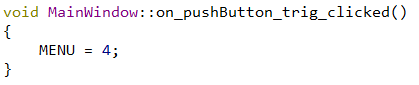 void MainWindow::on_pushButton_trig_clicked()
{
    MENU = 4;
}